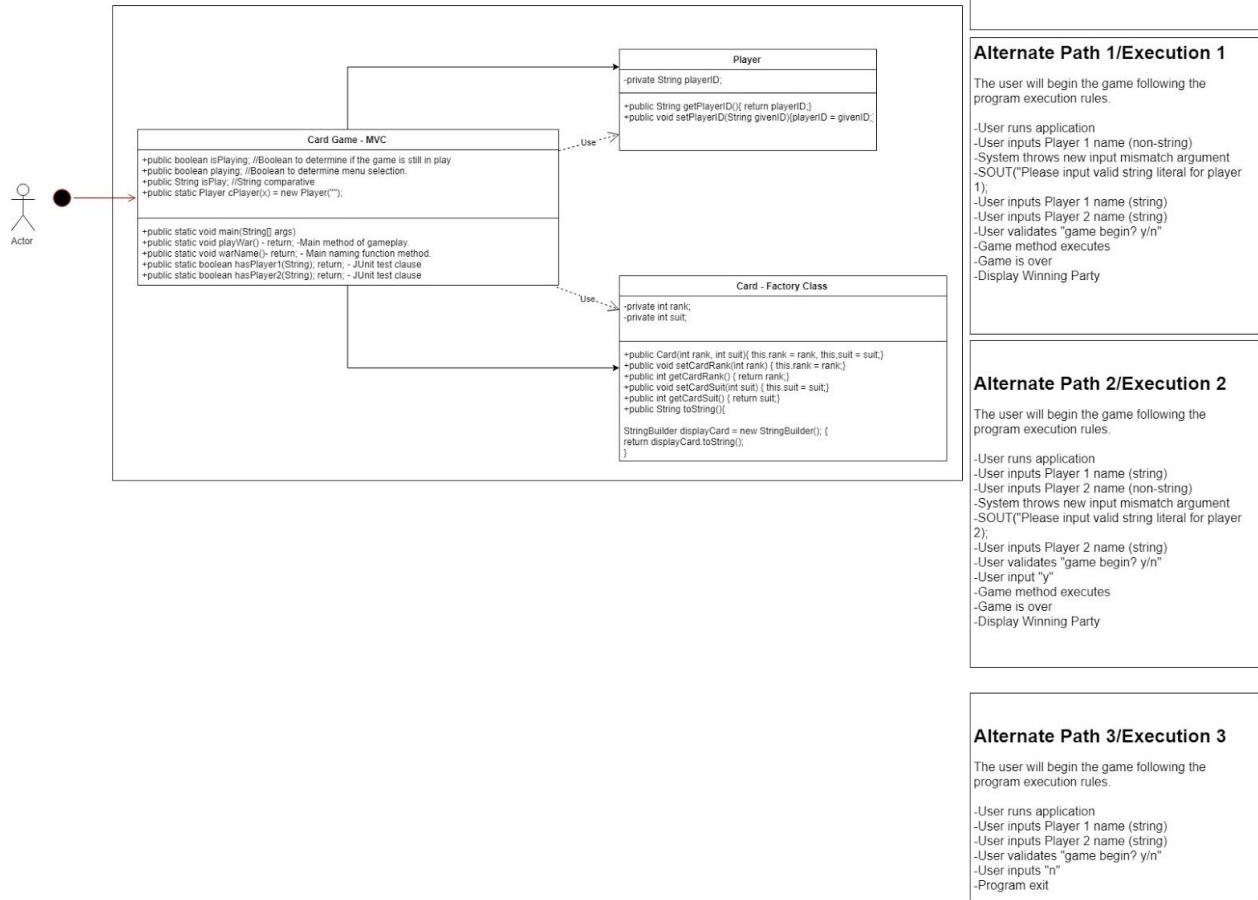 Actor
Card Game - MVC
+public boolean isPlaying; //Boolean to determine if the game is still in play
+public boolean playing; //Boolean to determine menu selection.
+public String isPlay; //String comparative
+public static Player cPlayer(x) = new Player("");
+public static void main(String[] args)
+public static void playWar() - return; -Main method of gameplay.
+public static void warName()- return; - Main naming function method.
+public static boolean hasPlayer1(String); return; - JUnit test clause
+public static boolean hasPlayer2(String); return; - JUnit test clause
Use
Use
Player
-private String playerID;
+public String getPlayerID(){ return playerID;}
+public void setPlayerID(String givenID){playerID = givenID;
Card - Factory Class
-private int rank;
-private int suit;
+public Card(int rank, int suit){ this.rank = rank, this,suit = suit;}
+public void setCardRank(int rank) { this.rank = rank;}
+public int getCardRank() { return rank;}
+public void setCardSuit(int suit) { this.suit = suit;}
+public int getCardSuit() { return suit;}
+public String toString(){
StringBuilder displayCard = new StringBuilder(); {
return displayCard.toString();
}
Alternate Path 1/Execution 1
The user will begin the game following the
program execution rules.
-User runs application
-User inputs Player 1 name (non-string)
-System throws new input mismatch argument
-SOUT("Please input valid string literal for player
1);
-User inputs Player 1 name (string)
-User inputs Player 2 name (string)
-User validates "game begin? y/n"
-Game method executes
-Game is over
-Display Winning Party
Alternate Path 2/Execution 2
The user will begin the game following the
program execution rules.
-User runs application
-User inputs Player 1 name (string)
-User inputs Player 2 name (non-string)
-System throws new input mismatch argument
-SOUT("Please input valid string literal for player
2);
-User inputs Player 2 name (string)
-User validates "game begin? y/n"
-User input "y"
-Game method executes
-Game is over
-Display Winning Party
Alternate Path 3/Execution 3
The user will begin the game following the
program execution rules.
-User runs application
-User inputs Player 1 name (string)
-User inputs Player 2 name (string)
-User validates "game begin? y/n"
-User inputs "n"
-Program exit